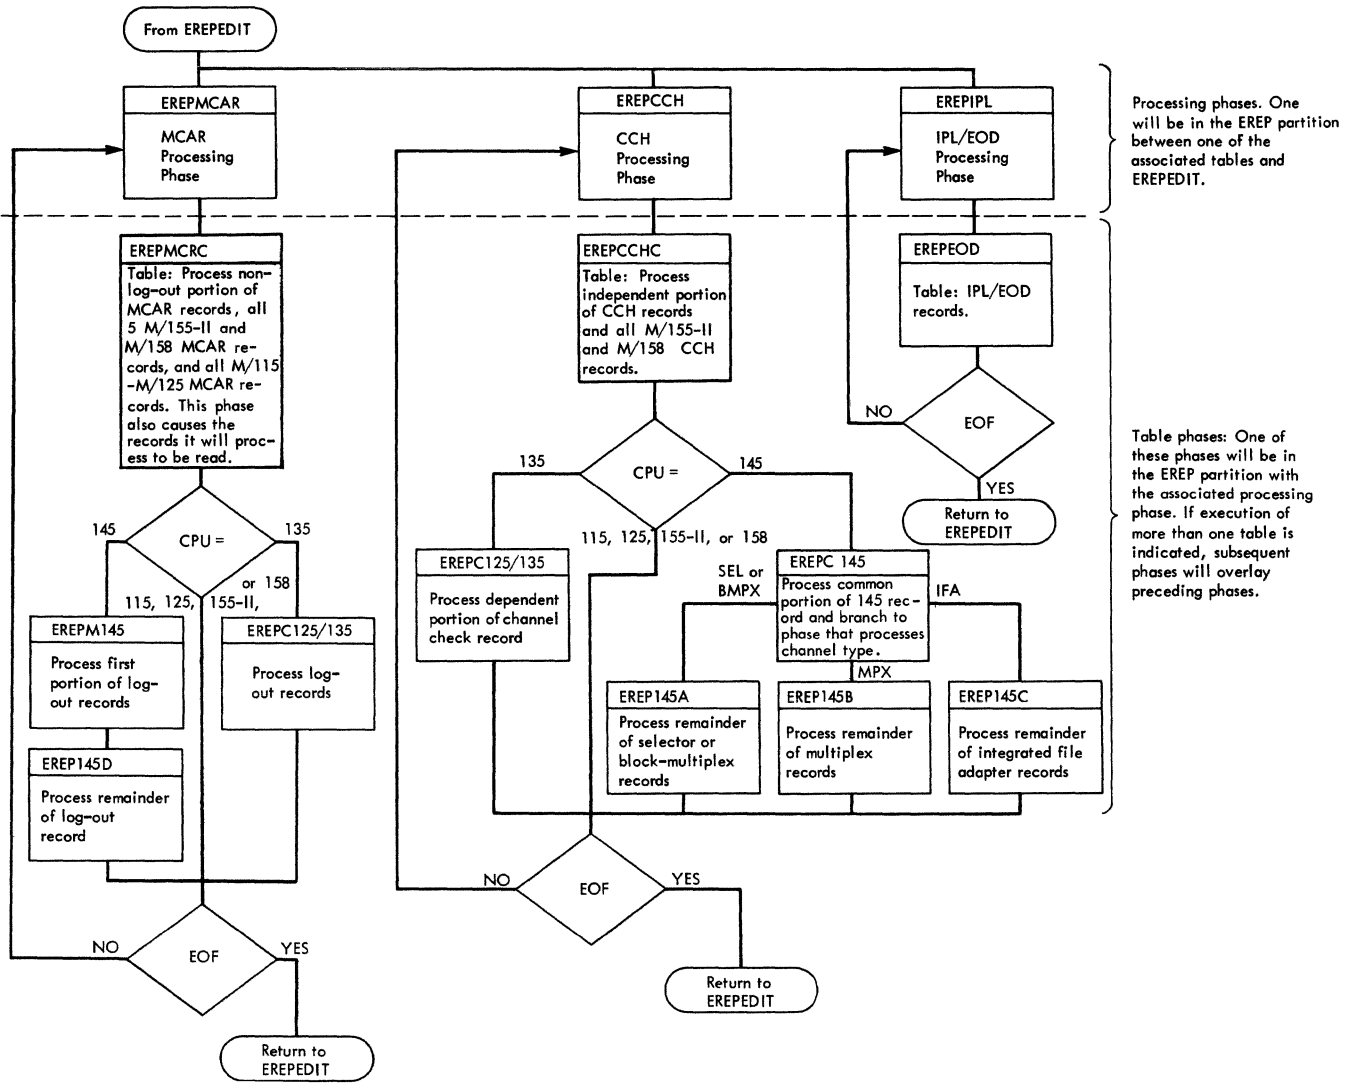 From EREPEDIT
EREPMCAR
MCAR
Processing
Phase
EREPCCH
CCH
Processing
Phase
EREPIPL
IPL/EOD
Processing
Phase
Processing phases. One
will be in the EREP partition
between one of the
associated tables and
EREPEDIT.
EREPMCRC
Table: Process non-
log-out portion of
MCAR records, all
5 M/155-II and
M/158 MCAR re-
cords, and all M/115
-M/125 MCAR re-
cords. This phase
also causes the
records it will proc-
ess to be read.
CPU =
145
135
115, 125, 155-II,
or 158
EREPM145
Process first
portion of log-
out records
EREP145D
Process remainder
of log-out
record
EREPC125/135
Process log-
out records
EOF
NO
YES
Return to
EREPEDIT
EREPCCHC
Table: Process
independent portion
of CCH records
and all M/155-II
and M/158 CCH
records.
CPU =
135
145
115, 125, 155-II, or 158
EREPC125/135
Process dependent
portion of channel
check record
EREPC 145
Process common
portion of 145 rec-
ord and branch to
phase that processes
channel type.
SEL or
BMPX
IFA
MPX
EREP145A
Process remainder
of selector or
block-multiplex
records
EREP145B
Process remainder
of multiplex
records
EREP145C
Process remainder
of integrated file
adapter records
EOF
NO
YES
Return to
EREPEDIT
EREPEOD
Table: IPL/EOD
records.
EOF
NO
YES
Return to
EREPEDIT
Table phases: One of
these phases will be in
the EREP partition with
the associated processing
phase. If execution of
more than one table is
indicated, subsequent
phases will overlay
preceding phases.